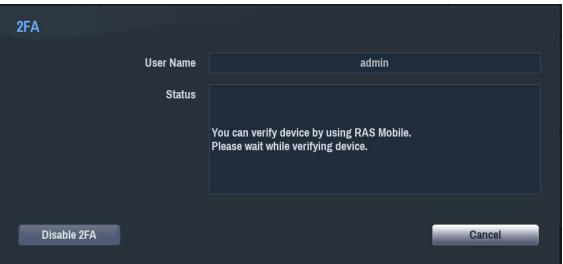 2FA
User Name admin
Status
You can verify device by using RAS Mobile.
Please wait while verifying device.
Disable 2FA Cancel